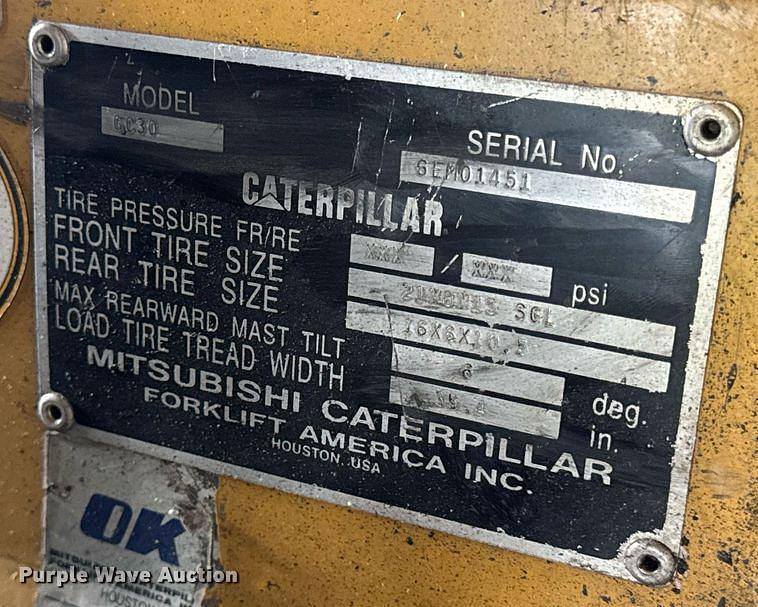 MODEL
GC30
SERIAL No.
6EM01451
CATERPILLAR
TIRE PRESSURE FR/RE XXX / XXX psi
FRONT TIRE SIZE SGL
REAR TIRE SIZE 16X6X10.5
MAX REARWARD MAST TILT 6 deg.
LOAD TIRE TREAD WIDTH in.
MITSUBISHI CATERPILLAR
FORKLIFT AMERICA INC.
HOUSTON, USA
OK
HOUSTON
Purple Wave Auction